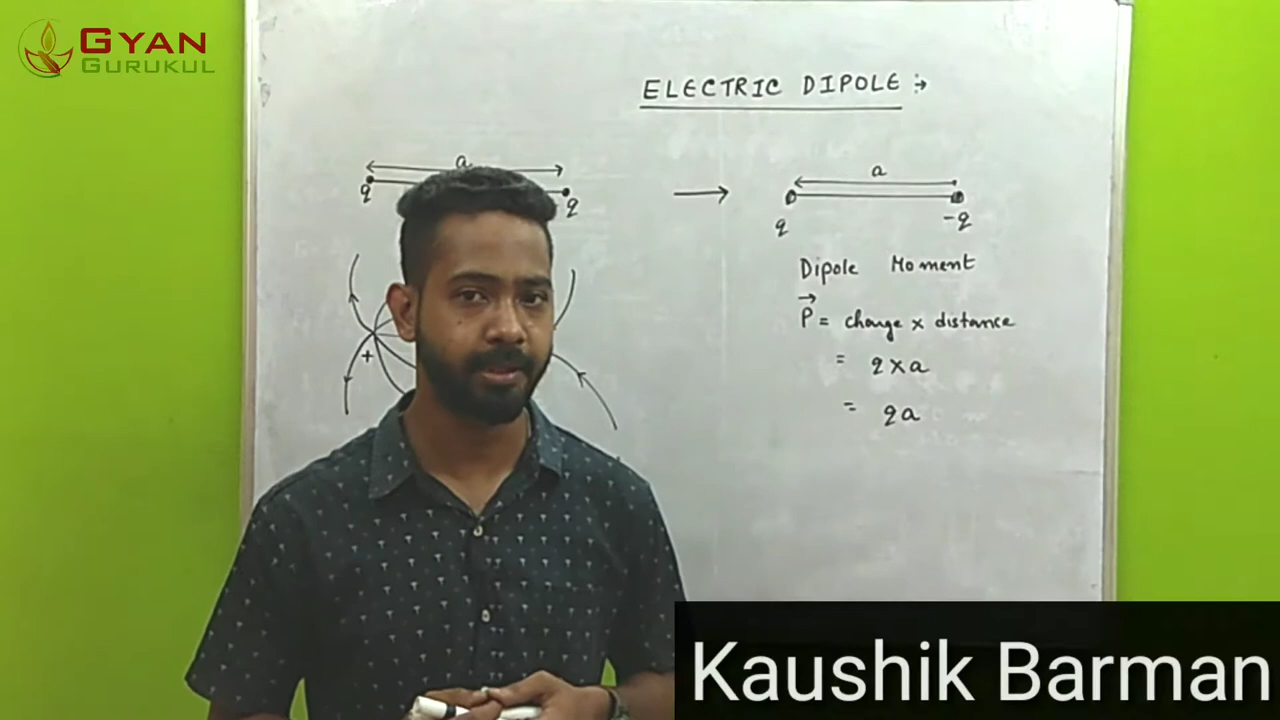 GYAN
GURUKUL
ELECTRIC DIPOLE :→
a
q
q
+
a
q
-q
Dipole Moment
P = charge x distance
= q x a
= qa
Kaushik Barman